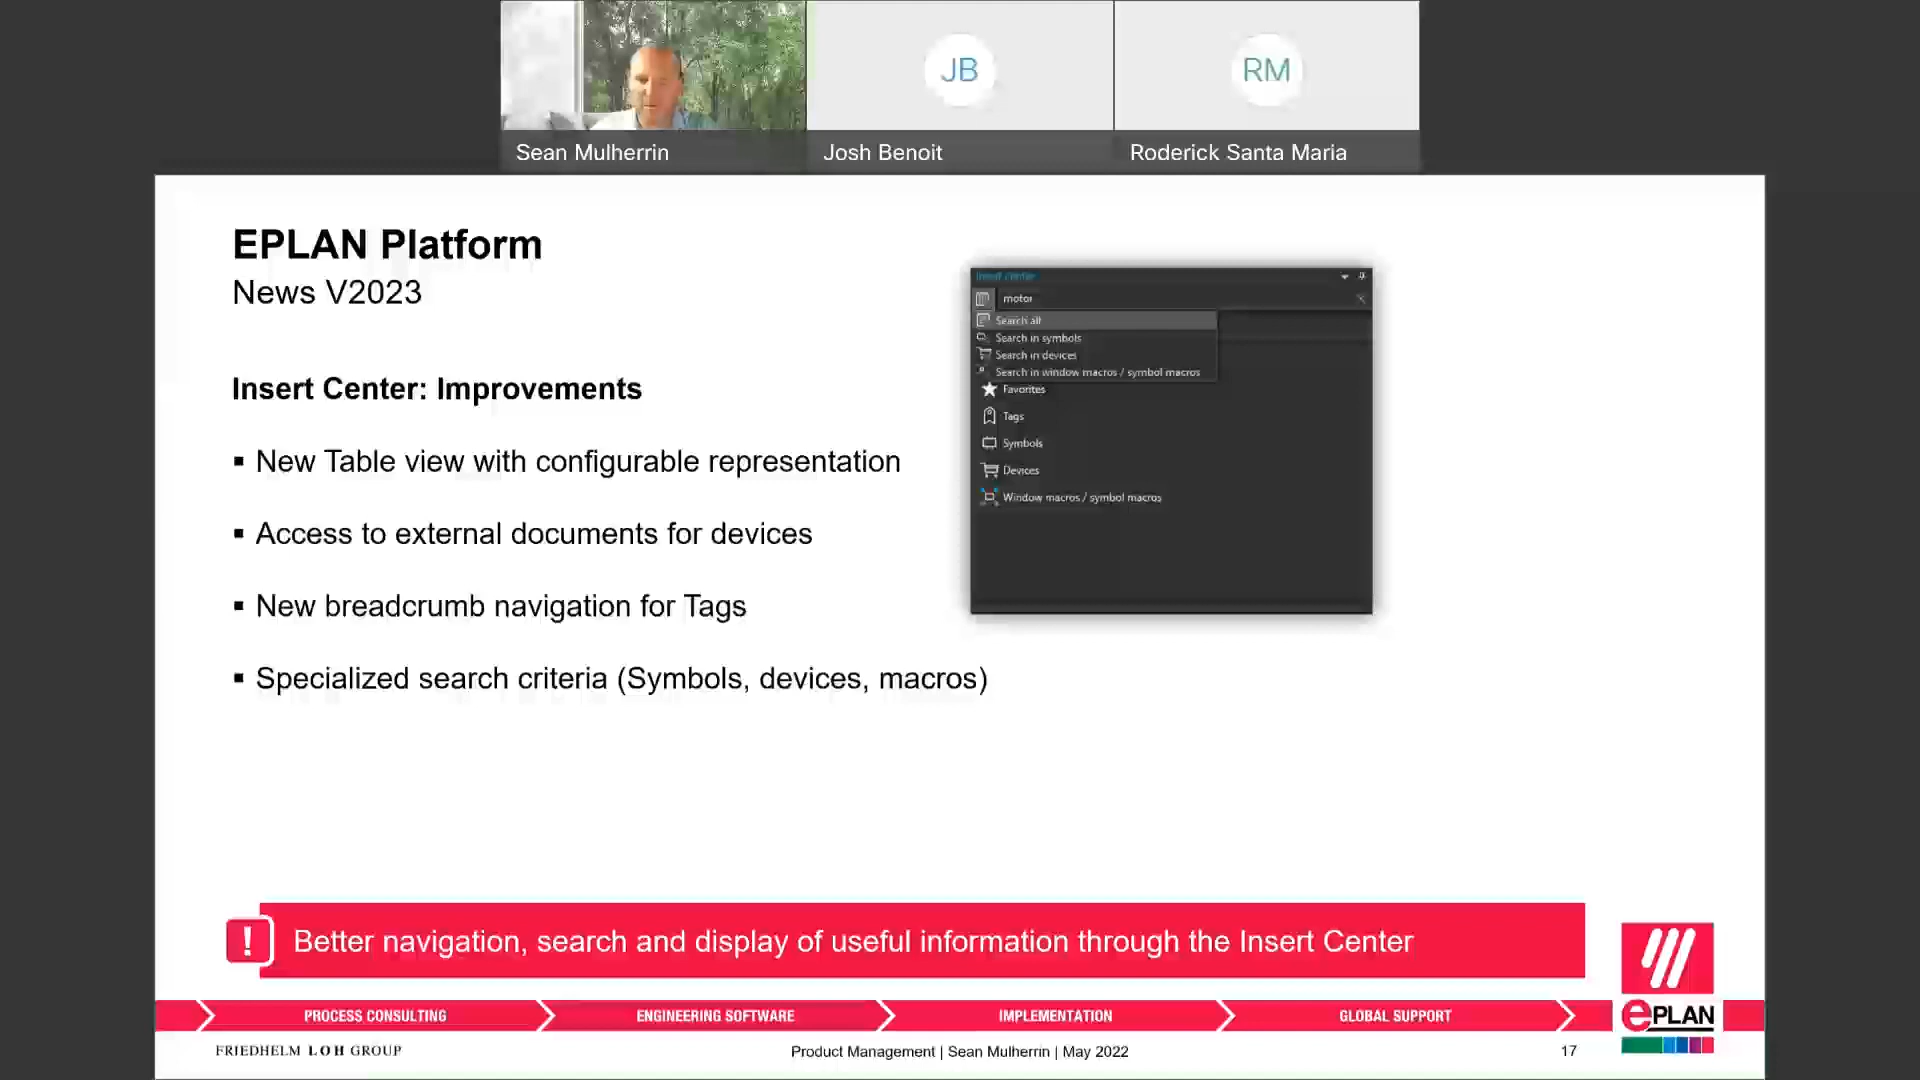 JB
RM
Sean Mulherrin
Josh Benoit
Roderick Santa Maria
EPLAN Platform
News V2023
Insert Center: Improvements
▪ New Table view with configurable representation
▪ Access to external documents for devices
▪ New breadcrumb navigation for Tags
▪ Specialized search criteria (Symbols, devices, macros)
Insert Center
motor
Search all
Search in symbols
Search in devices
Search in window macros / symbol macros
Favorites
Tags
Symbols
Devices
Window macros / symbol macros
! Better navigation, search and display of useful information through the Insert Center
PROCESS CONSULTING
ENGINEERING SOFTWARE
IMPLEMENTATION
GLOBAL SUPPORT
ePLAN
FRIEDHELM LOH GROUP
Product Management | Sean Mulherrin | May 2022
17